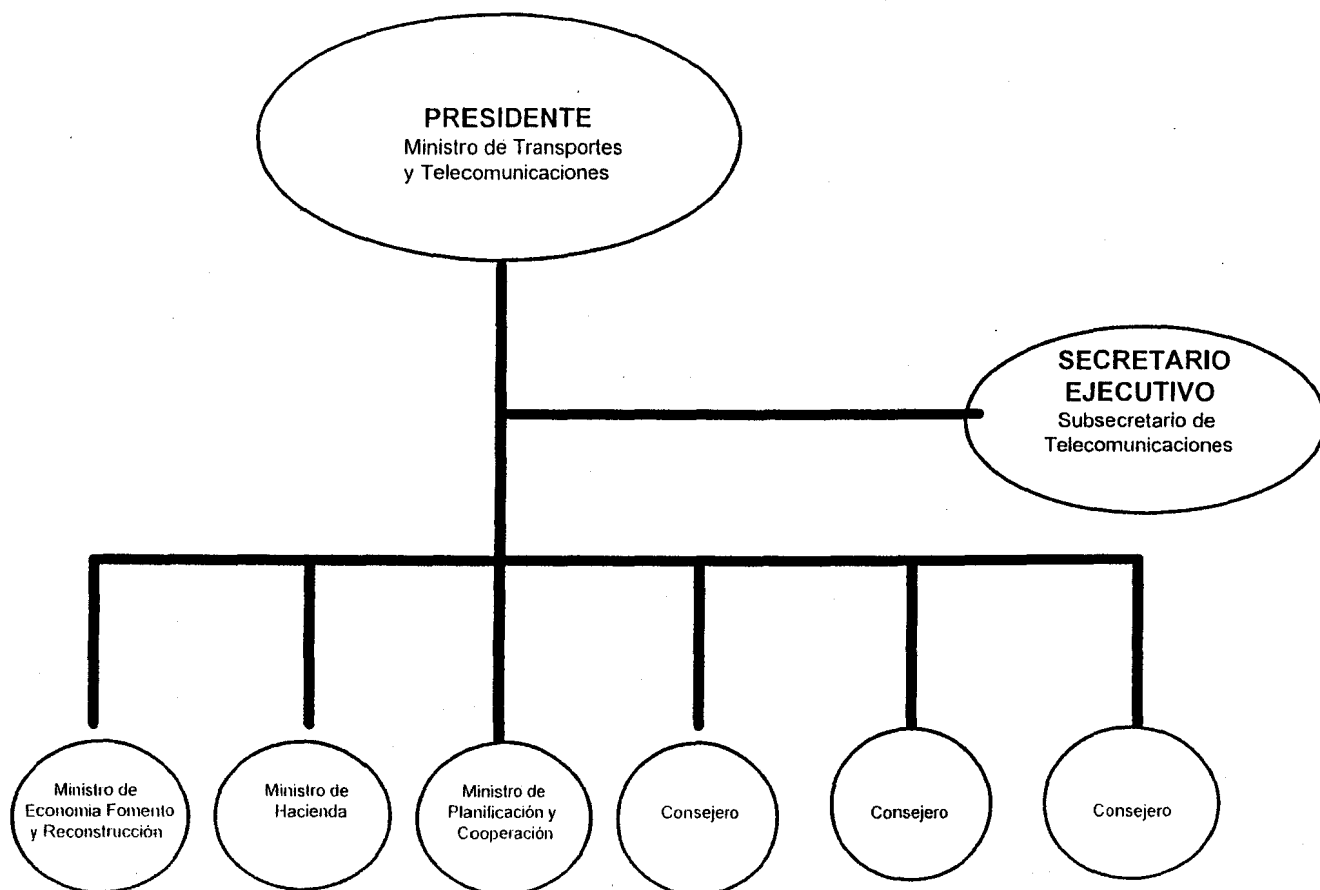 PRESIDENTE
Ministro de Transportes
y Telecomunicaciones
SECRETARIO
EJECUTIVO
Subsecretario de
Telecomunicaciones
Ministro de
Economia Fomento
y Reconstrucción
Ministro de
Hacienda
Ministro de
Planificación y
Cooperación
Consejero
Consejero
Consejero